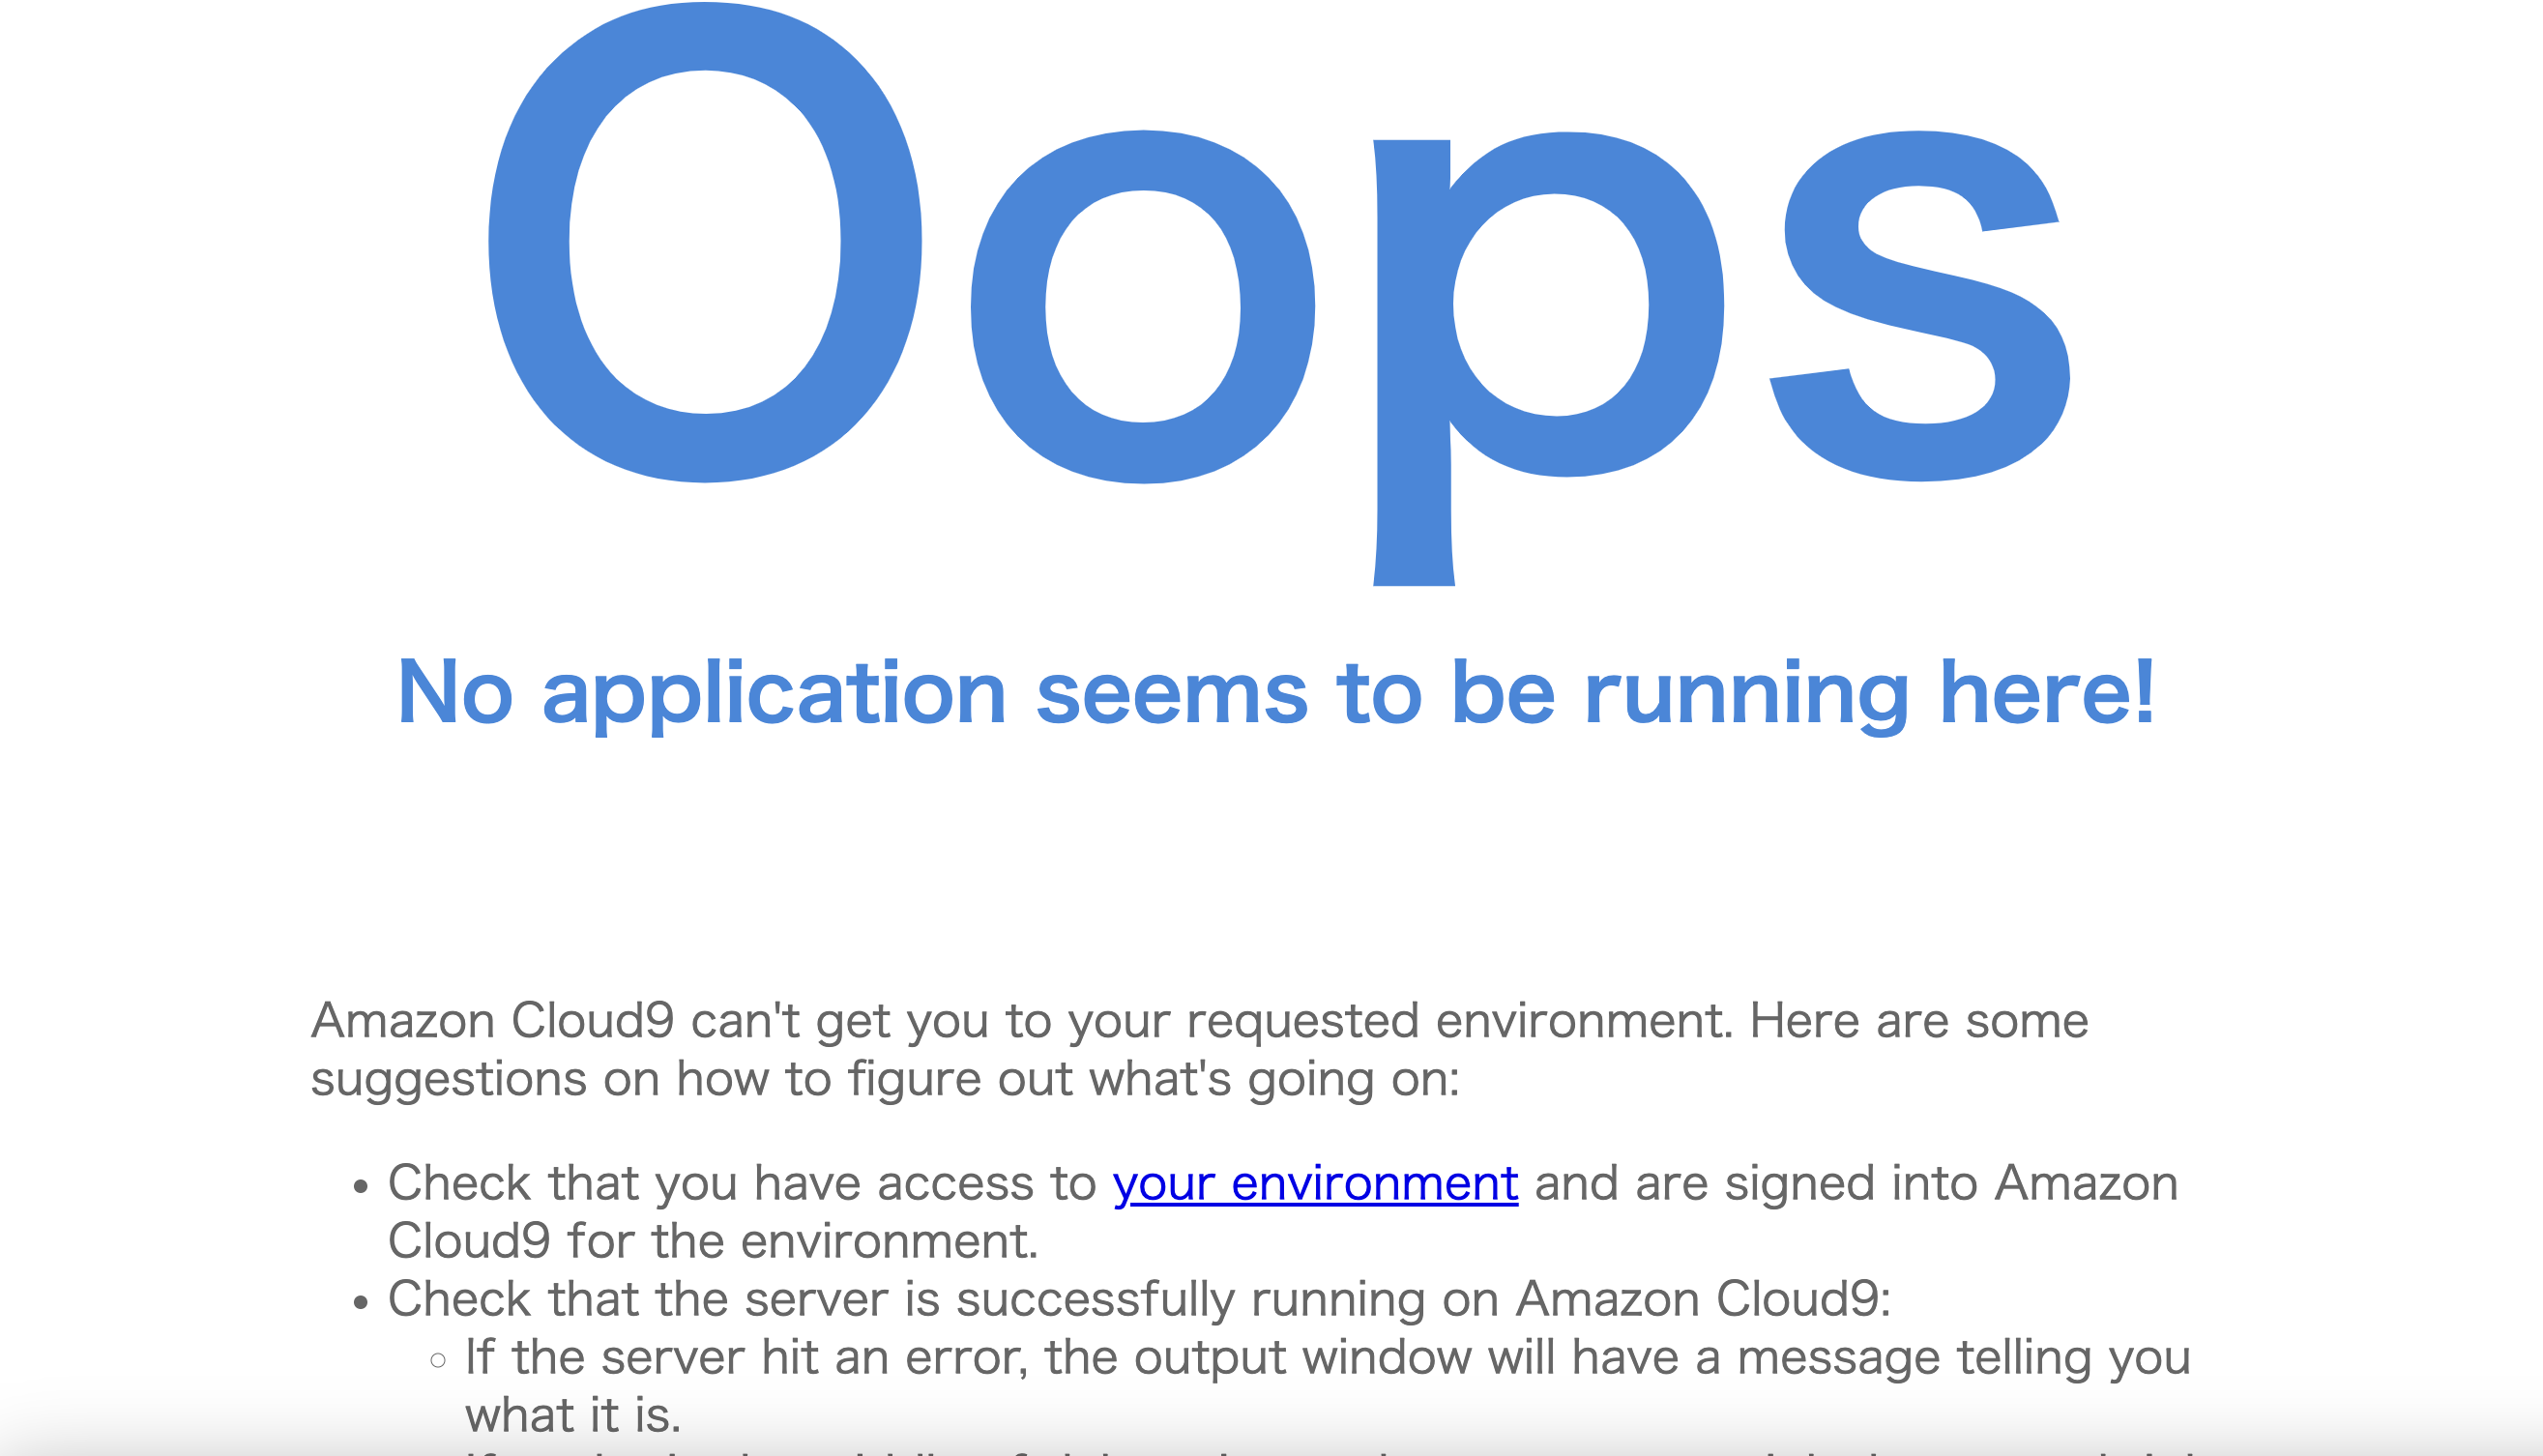 Oops
No application seems to be running here!
Amazon Cloud9 can't get you to your requested environment. Here are some
suggestions on how to figure out what's going on:
• Check that you have access to your environment and are signed into Amazon
Cloud9 for the environment.
• Check that the server is successfully running on Amazon Cloud9:
○ If the server hit an error, the output window will have a message telling you
what it is.